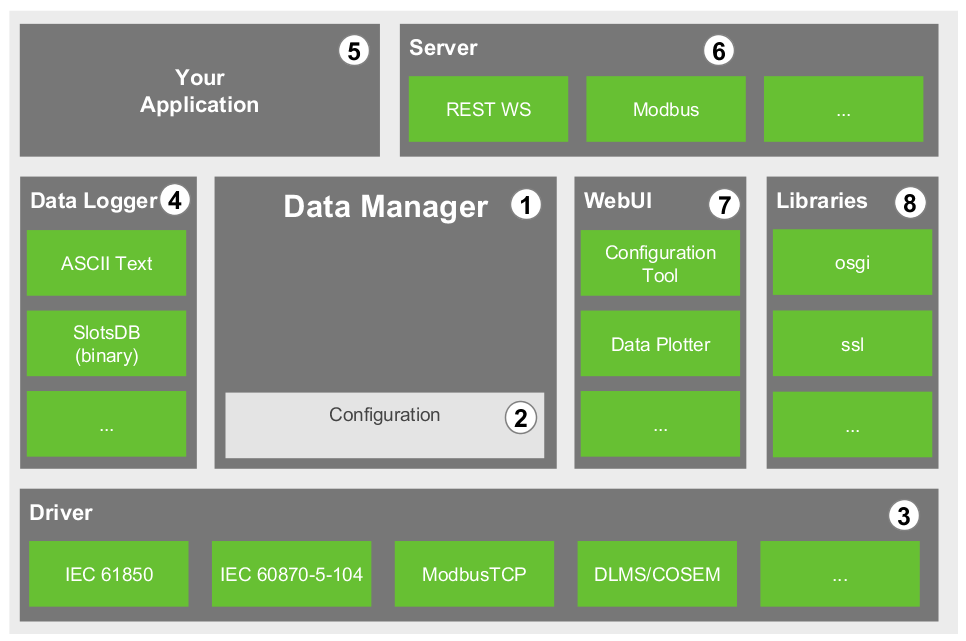 Your
Application
5
Server
6
REST WS
Modbus
...
Data Logger
4
ASCII Text
SlotsDB
(binary)
...
Data Manager
1
Configuration
2
WebUI
7
Configuration
Tool
Data Plotter
...
Libraries
8
osgi
ssl
...
Driver
3
IEC 61850
IEC 60870-5-104
ModbusTCP
DLMS/COSEM
...